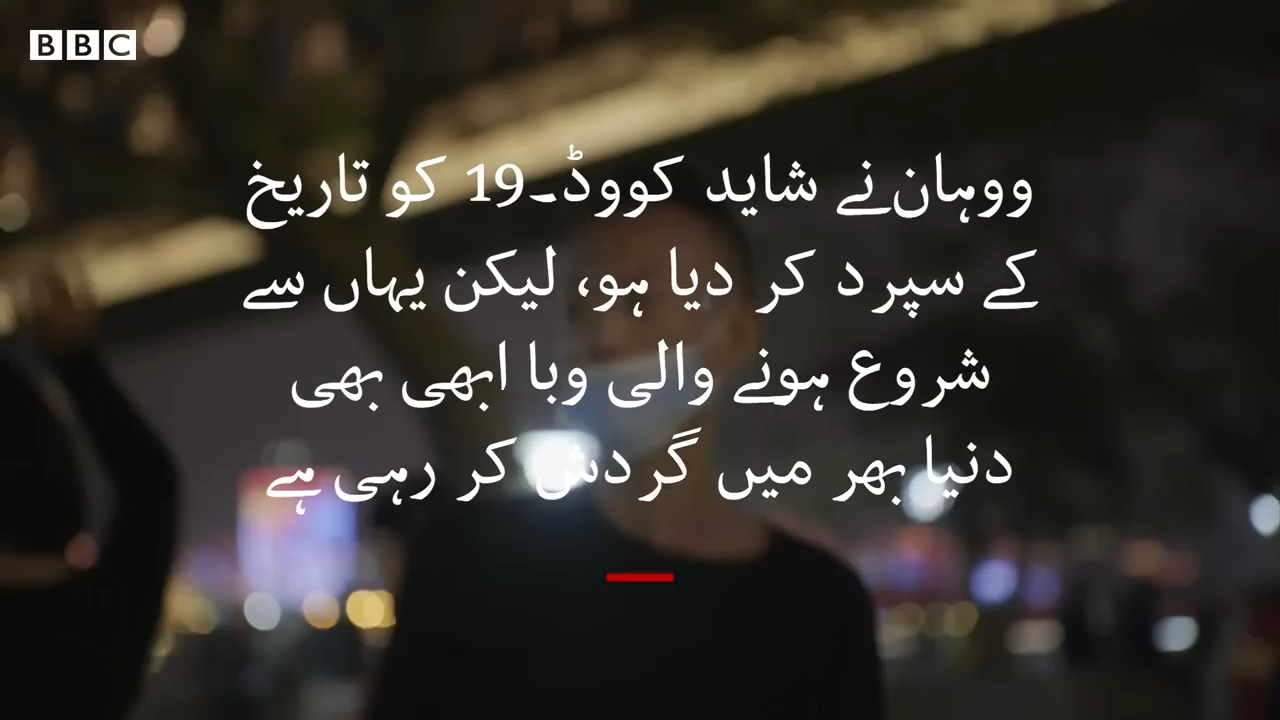 BBC
ووہان نے شاید کووڈ۔19 کو تاریخ
کے سپرد کر دیا ہو، لیکن یہاں سے
شروع ہونے والی وبا ابھی بھی
دنیا بھر میں گردش کر رہی ہے